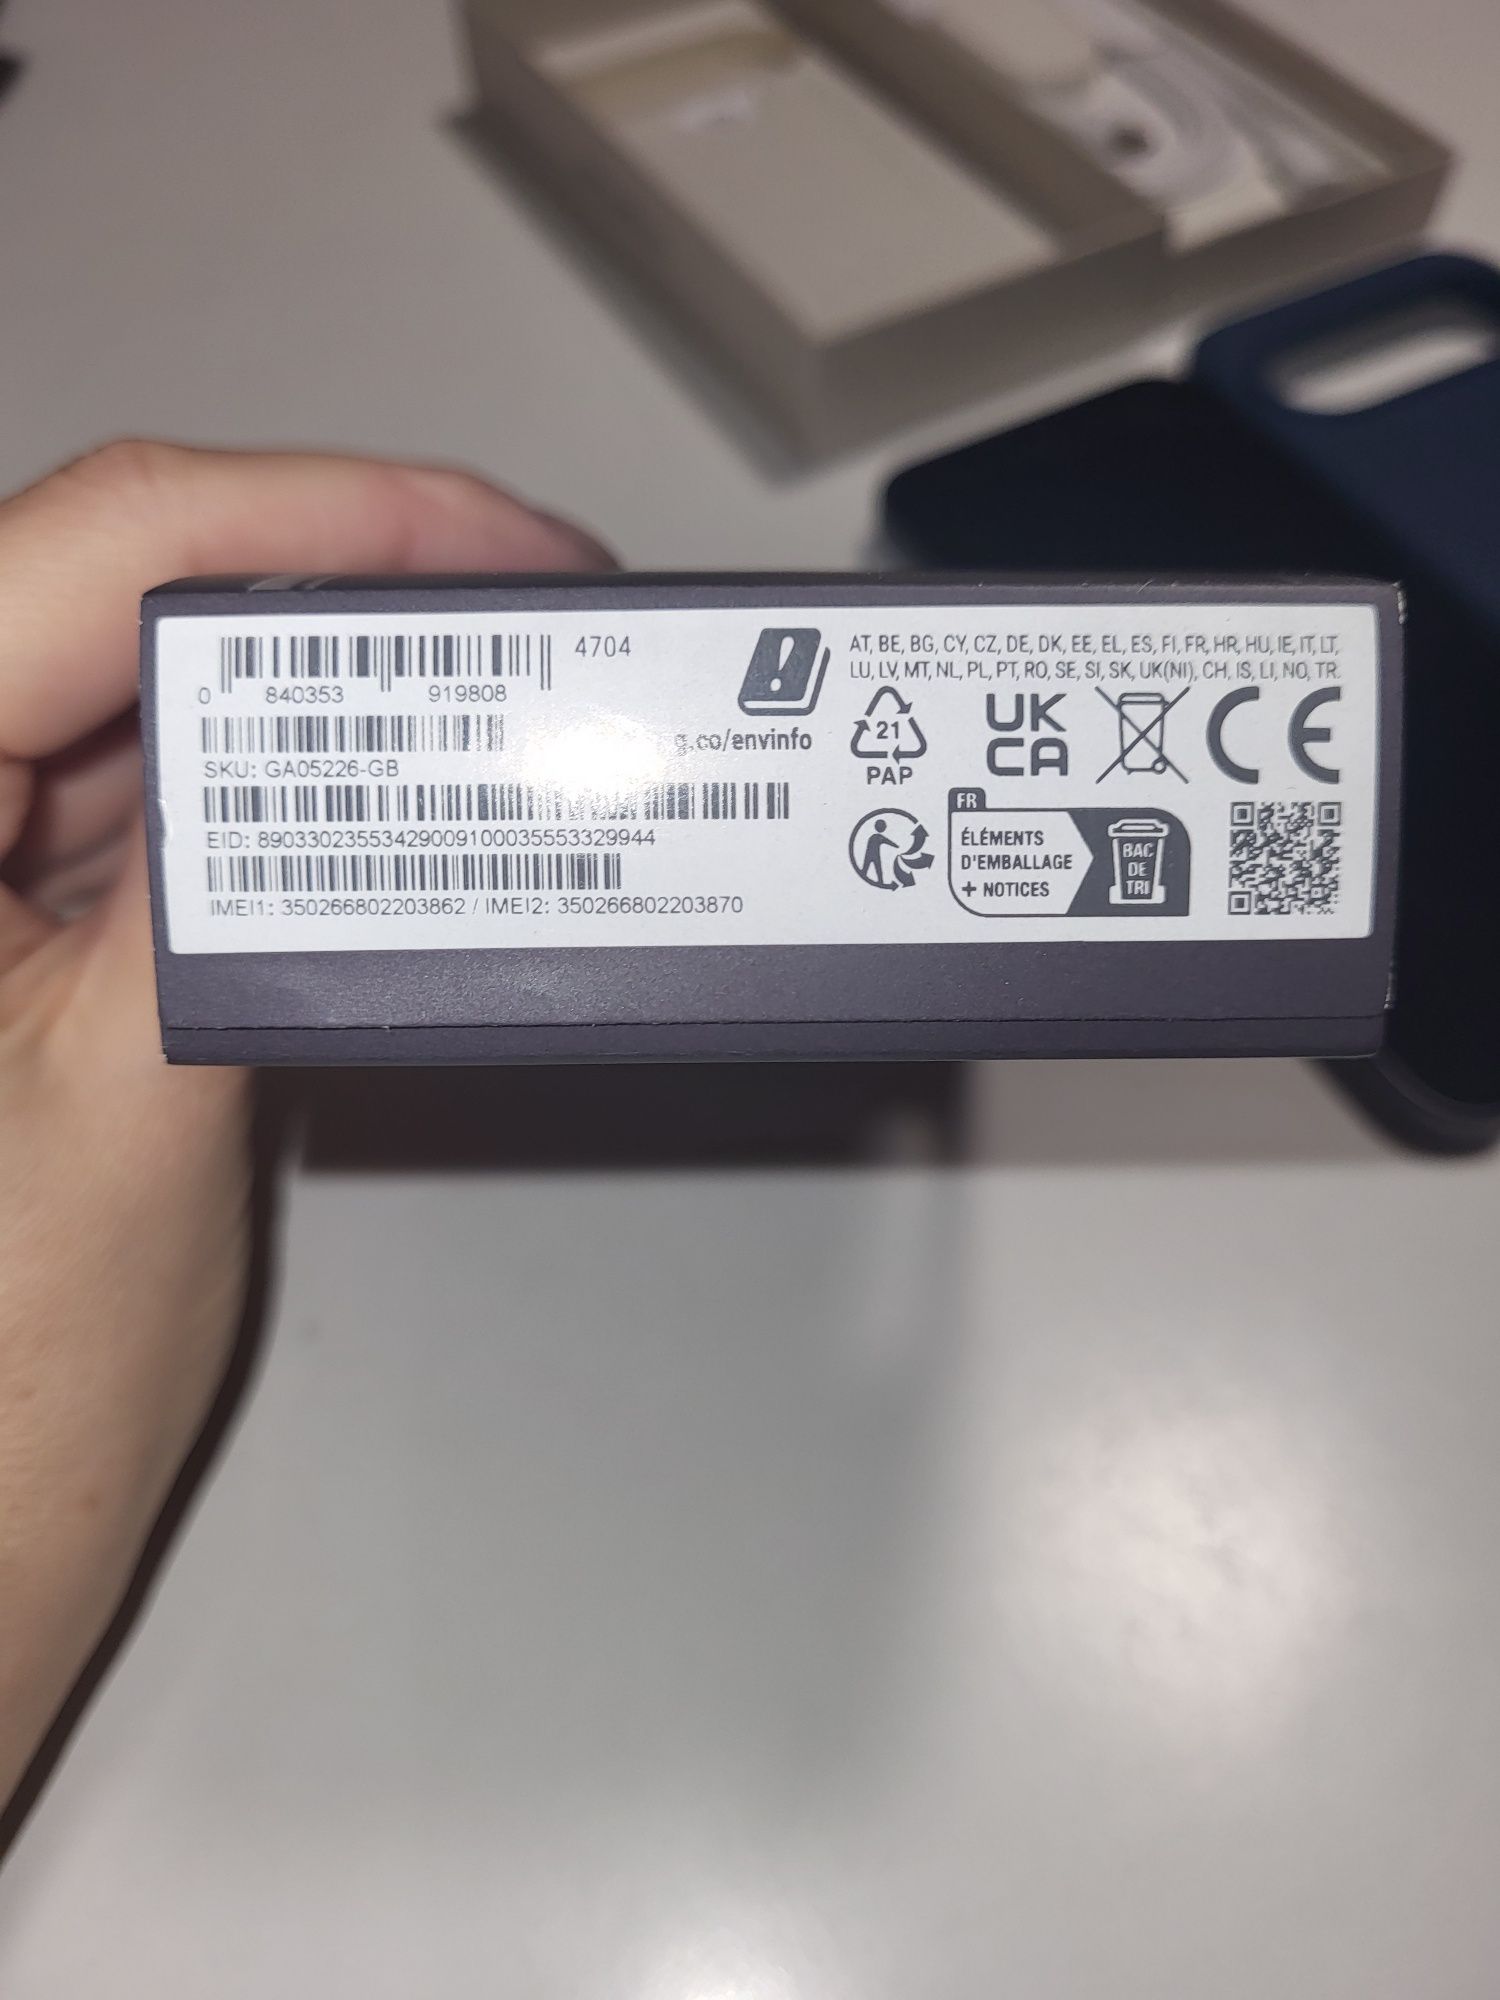 4704
0 840353 919808
SKU: GA05226-GB
EID: 89033023553429009100035553329944
IMEI1: 350266802203862 / IMEI2: 350266802203870
g.co/envinfo
AT, BE, BG, CY, CZ, DE, DK, EE, EL, ES, FI, FR, HR, HU, IE, IT, LT,
LU, LV, MT, NL, PL, PT, RO, SE, SI, SK, UK(NI), CH, IS, LI, NO, TR.
21
PAP
UK
CA
CE
FR
ÉLÉMENTS
D'EMBALLAGE
+ NOTICES
BAC
DE
TRI